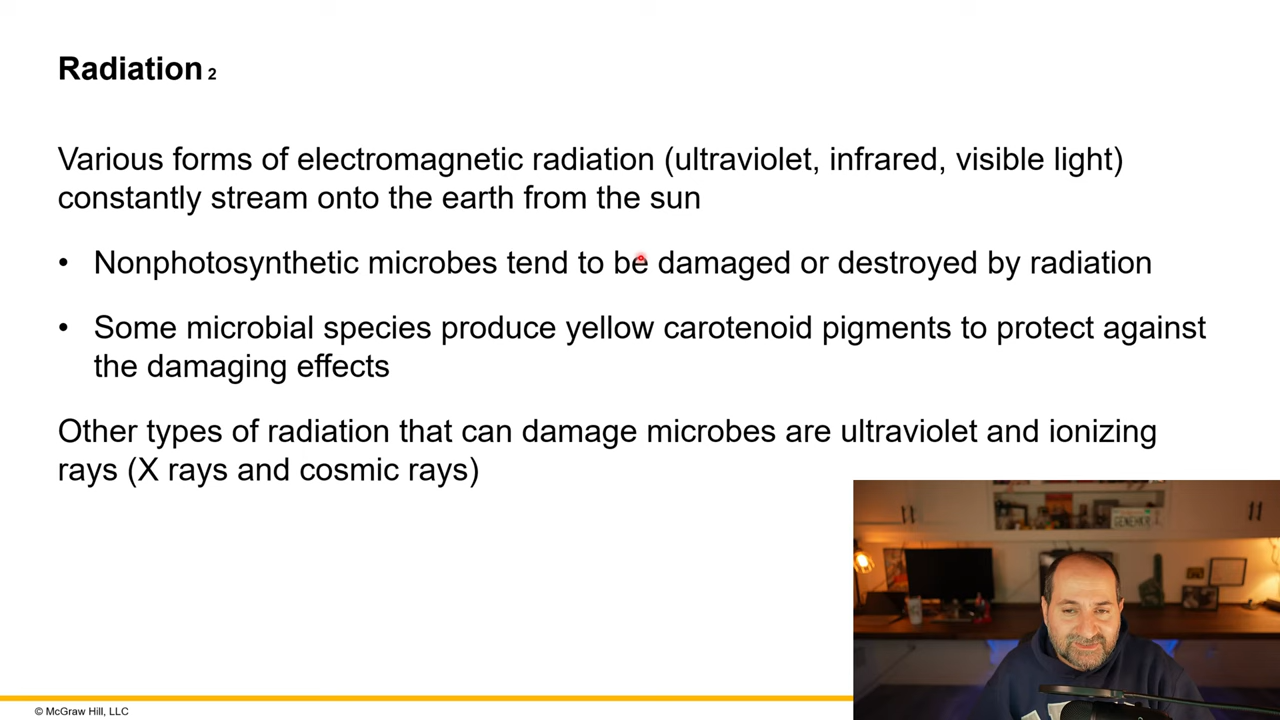 Radiation 2
Various forms of electromagnetic radiation (ultraviolet, infrared, visible light)
constantly stream onto the earth from the sun
• Nonphotosynthetic microbes tend to be damaged or destroyed by radiation
• Some microbial species produce yellow carotenoid pigments to protect against
the damaging effects
Other types of radiation that can damage microbes are ultraviolet and ionizing
rays (X rays and cosmic rays)
GENEHKR
© McGraw Hill, LLC